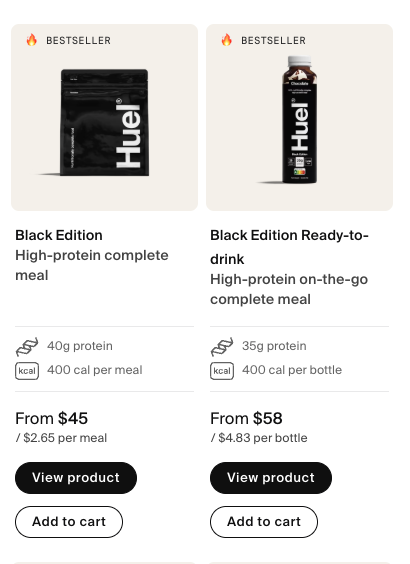 BESTSELLER
Huel
Black Edition
High-protein complete
meal
40g protein
kcal
400 cal per meal
From $45
/ $2.65 per meal
View product
Add to cart
BESTSELLER
Chocolate
Huel
Black Edition
Black Edition Ready-to-
drink
High-protein on-the-go
complete meal
35g protein
kcal
400 cal per bottle
From $58
/ $4.83 per bottle
View product
Add to cart